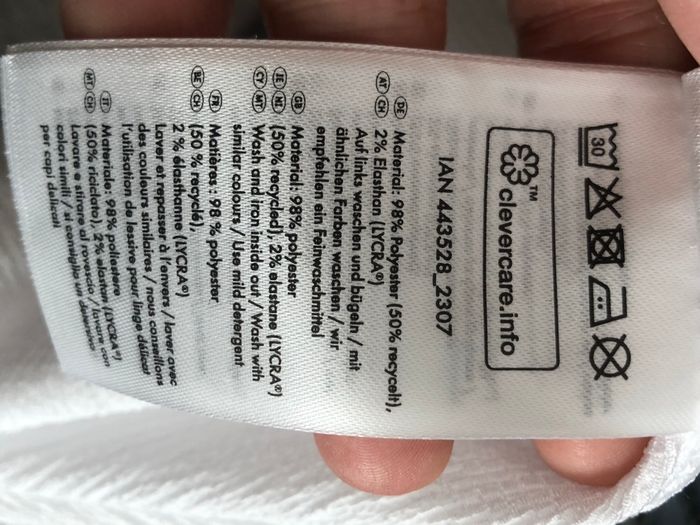 30
clevercare.info™
IAN 443528_2307
DE AT CH Material: 98% Polyester (50% recycelt),
2% Elasthan (LYCRA®)
Auf links waschen und bügeln / mit
ähnlichen Farben waschen / wir
empfehlen ein Feinwaschmittel
GB IE NI CY MT Material: 98% polyester
(50% recycled), 2% elastane (LYCRA®)
Wash and iron inside out / Wash with
similar colours / Use mild detergent
FR BE CH Matières : 98 % polyester
(50 % recyclé),
2 % élasthanne (LYCRA®)
Laver et repasser à l'envers / laver avec
des couleurs similaires / nous conseillons
l'utilisation de lessive pour linge délicat
IT MT CH Materiale: 98% poliestere
(50% riciclato), 2% elastan (LYCRA®)
Lavare e stirare al rovescio / lavare con
colori simili / si consiglia un detersivo
per capi delicati